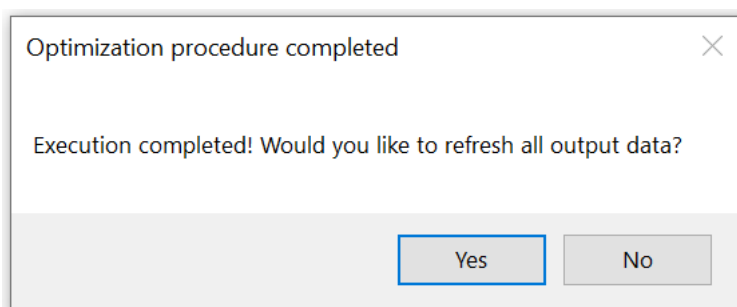 Optimization procedure completed
Execution completed! Would you like to refresh all output data?
Yes No